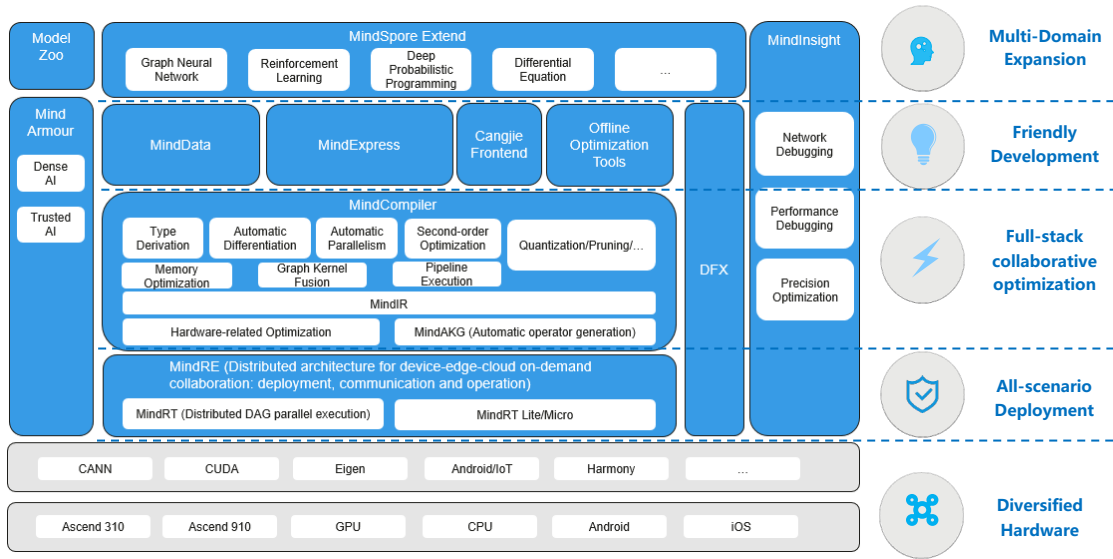 Model
Zoo
MindSpore Extend
Graph Neural
Network
Reinforcement
Learning
Deep
Probabilistic
Programming
Differential
Equation
...
MindInsight
Multi-Domain
Expansion
Mind
Armour
Dense
AI
Trusted
AI
MindData
MindExpress
Cangjie
Frontend
Offline
Optimization
Tools
DFX
Network
Debugging
Performance
Debugging
Precision
Optimization
Friendly
Development
MindCompiler
Type
Derivation
Automatic
Differentiation
Automatic
Parallelism
Second-order
Optimization
Quantization/Pruning/...
Memory
Optimization
Graph Kernel
Fusion
Pipeline
Execution
MindIR
Hardware-related Optimization
MindAKG (Automatic operator generation)
Full-stack
collaborative
optimization
MindRE (Distributed architecture for device-edge-cloud on-demand
collaboration: deployment, communication and operation)
MindRT (Distributed DAG parallel execution)
MindRT Lite/Micro
All-scenario
Deployment
CANN
CUDA
Eigen
Android/IoT
Harmony
...
Ascend 310
Ascend 910
GPU
CPU
Android
iOS
Diversified
Hardware